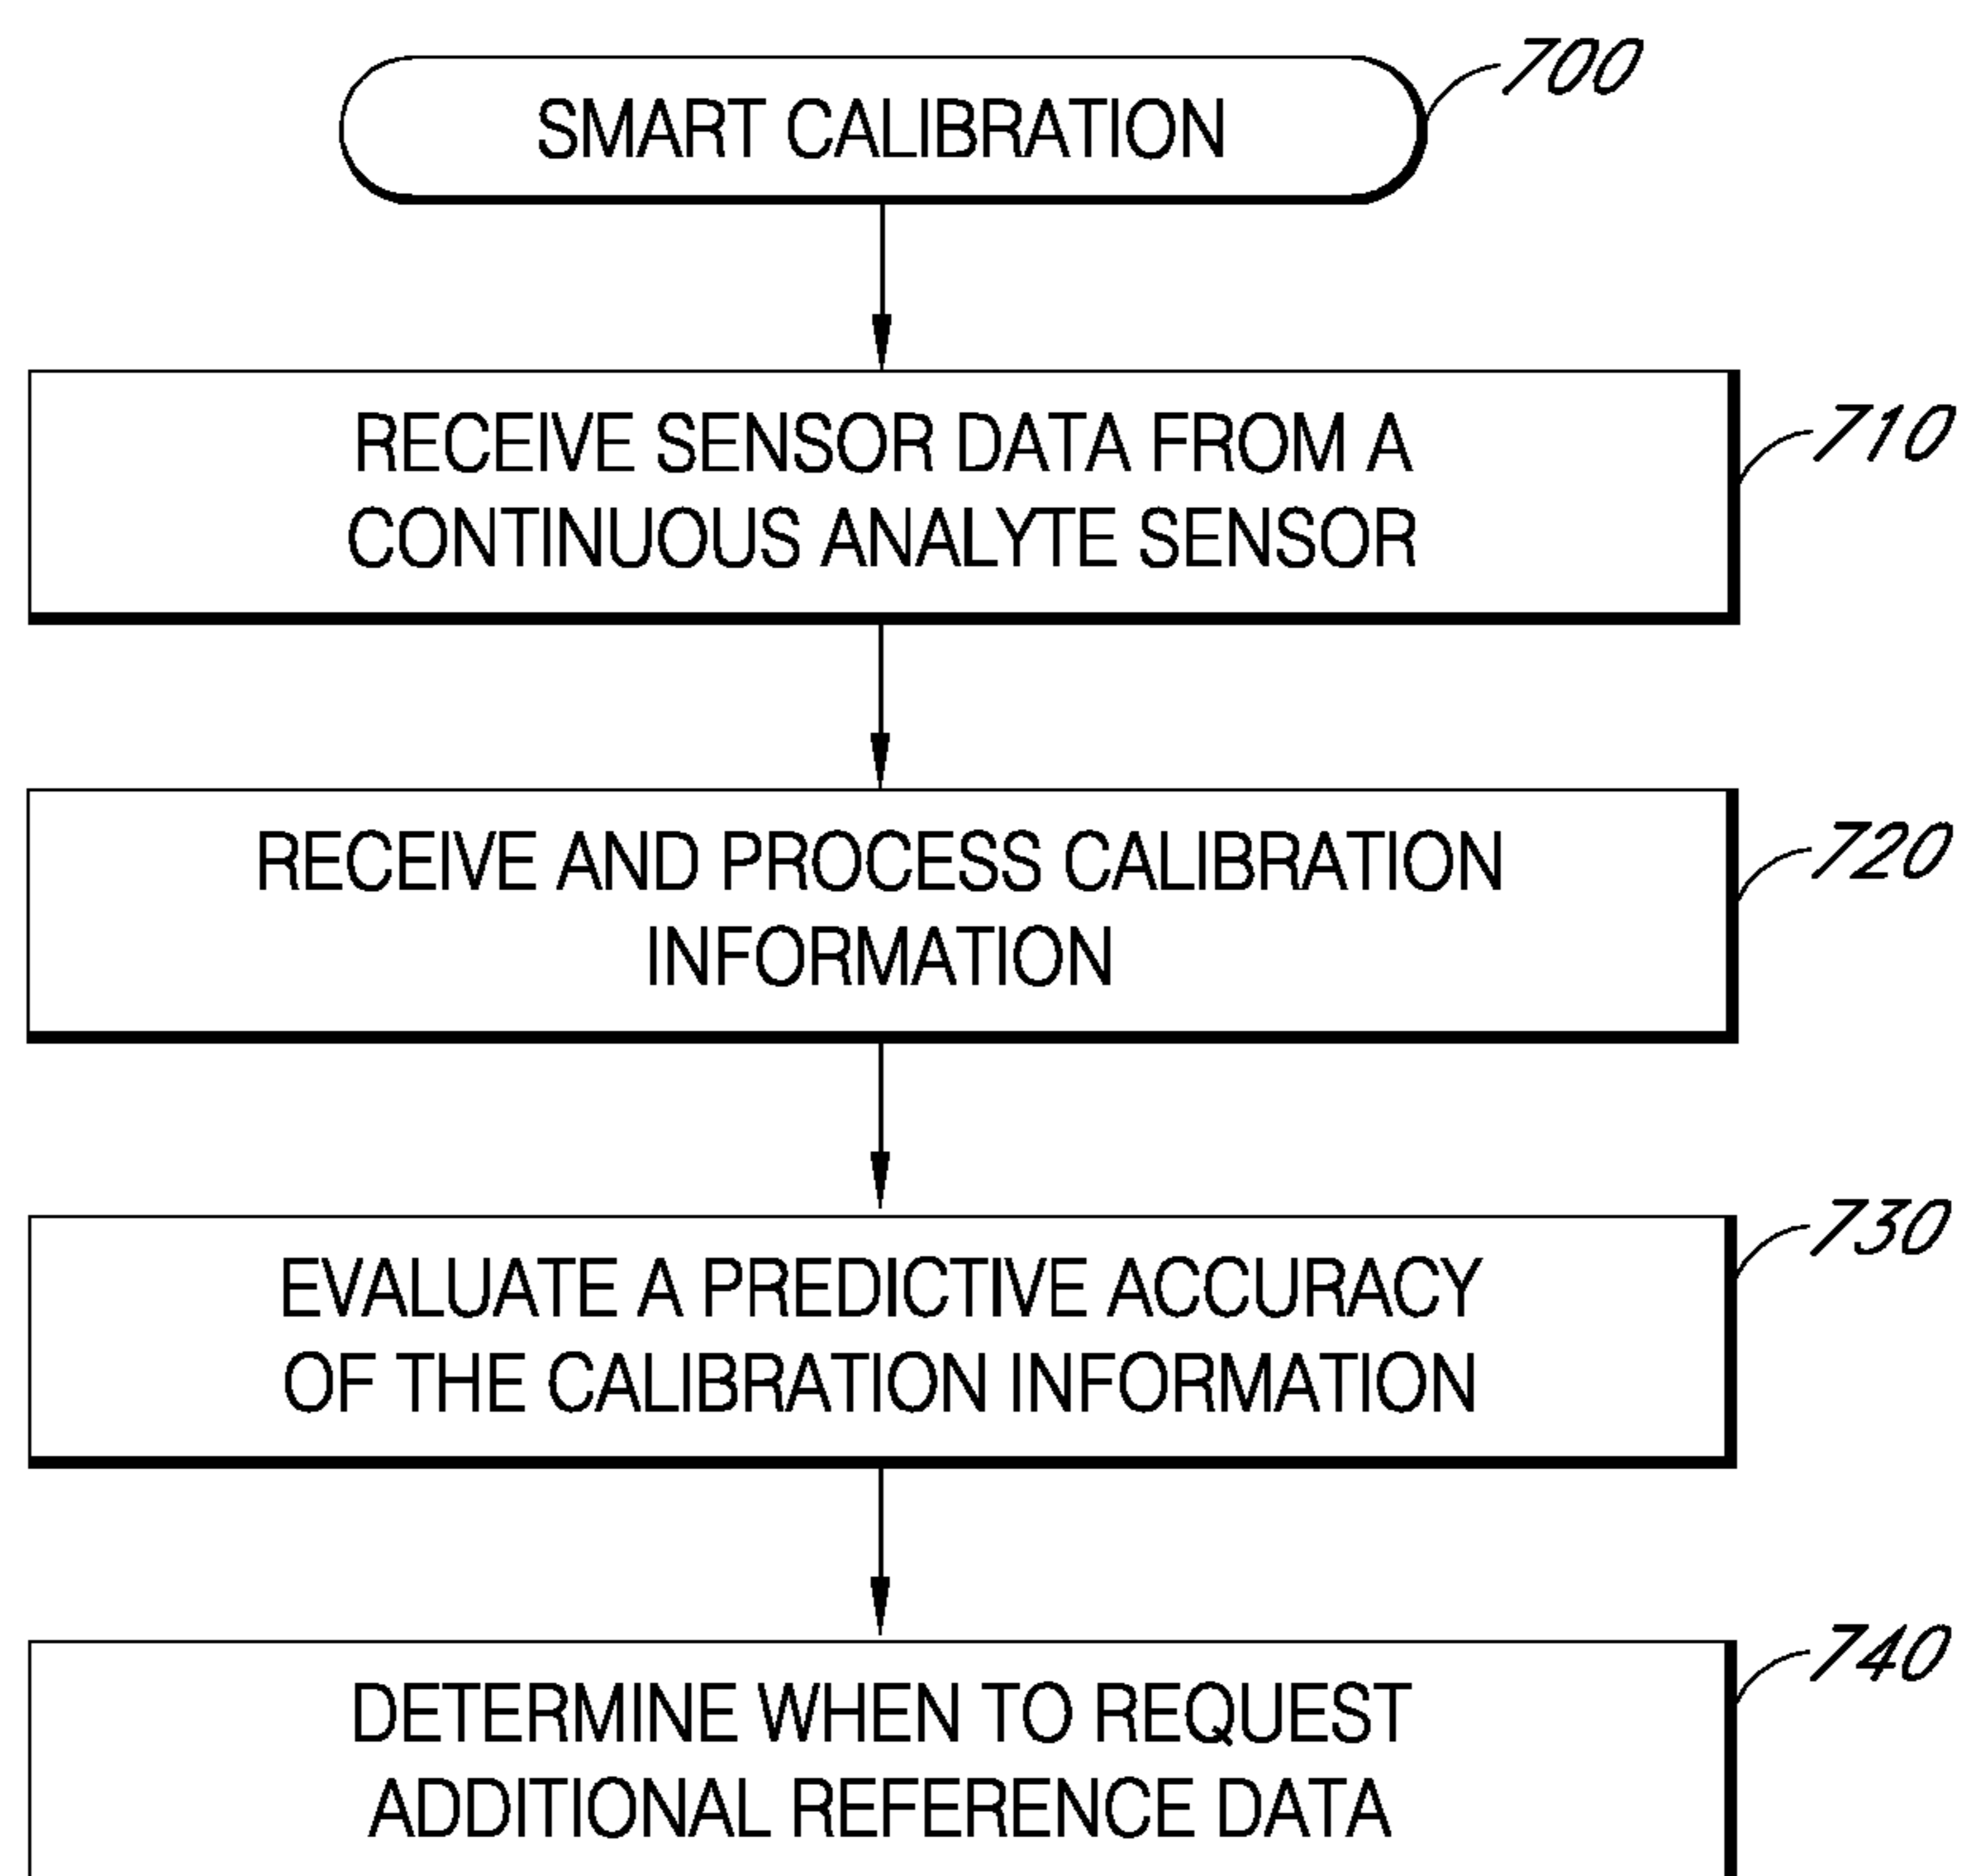 SMART CALIBRATION
700
RECEIVE SENSOR DATA FROM A
CONTINUOUS ANALYTE SENSOR
710
RECEIVE AND PROCESS CALIBRATION
INFORMATION
720
EVALUATE A PREDICTIVE ACCURACY
OF THE CALIBRATION INFORMATION
730
DETERMINE WHEN TO REQUEST
ADDITIONAL REFERENCE DATA
740